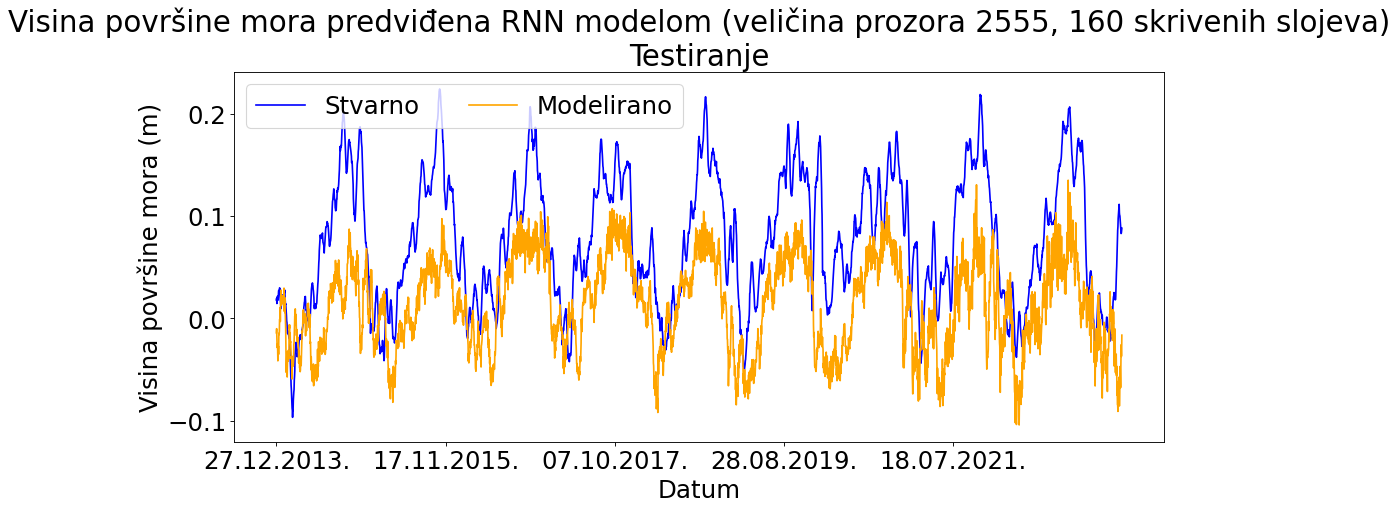 Visina površine mora predviđena RNN modelom (veličina prozora 2555, 160 skrivenih slojeva)
Testiranje
Stvarno
Modelirano
Visina površine mora (m)
0.2
0.1
0.0
−0.1
27.12.2013.
17.11.2015.
07.10.2017.
28.08.2019.
18.07.2021.
Datum